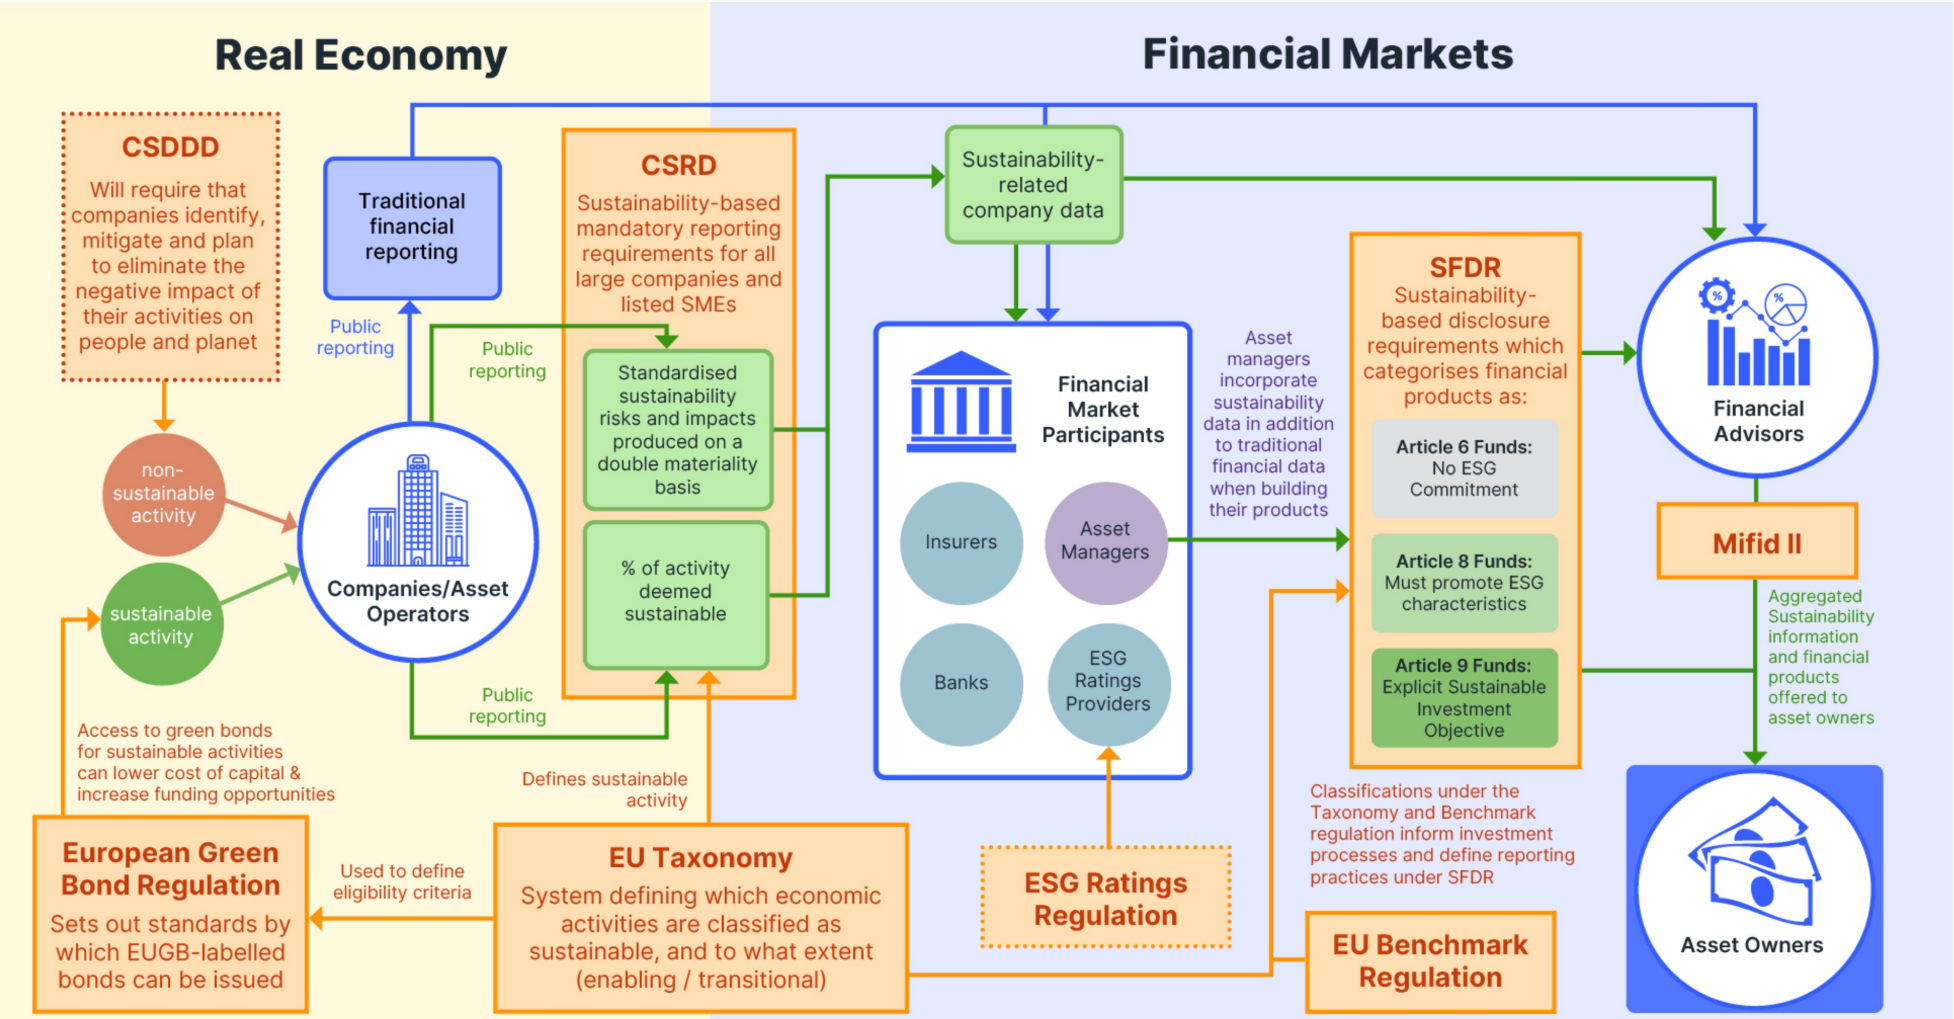 Real Economy
Financial Markets
CSDDD
Will require that
companies identify,
mitigate and plan
to eliminate the
negative impact of
their activities on
people and planet
Traditional
financial
reporting
CSRD
Sustainability-based
mandatory reporting
requirements for all
large companies and
listed SMEs
Sustainability-
related
company data
Public
reporting
Public
reporting
Standardised
sustainability
risks and impacts
produced on a
double materiality
basis
% of activity
deemed
sustainable
non-
sustainable
activity
sustainable
activity
Companies/Asset
Operators
Public
reporting
Financial
Market
Participants
Insurers
Asset
Managers
Banks
ESG
Ratings
Providers
Asset
managers
incorporate
sustainability
data in addition
to traditional
financial data
when building
their products
SFDR
Sustainability-
based disclosure
requirements which
categorises financial
products as:
Article 6 Funds:
No ESG
Commitment
Article 8 Funds:
Must promote ESG
characteristics
Article 9 Funds:
Explicit Sustainable
Investment
Objective
%
%
Financial
Advisors
Mifid II
Aggregated
Sustainability
information
and financial
products
offered to
asset owners
Access to green bonds
for sustainable activities
can lower cost of capital &
increase funding opportunities
Defines sustainable
activity
European Green
Bond Regulation
Sets out standards by
which EUGB-labelled
bonds can be issued
Used to define
eligibility criteria
EU Taxonomy
System defining which economic
activities are classified as
sustainable, and to what extent
(enabling / transitional)
ESG Ratings
Regulation
Classifications under the
Taxonomy and Benchmark
regulation inform investment
processes and define reporting
practices under SFDR
EU Benchmark
Regulation
Asset Owners